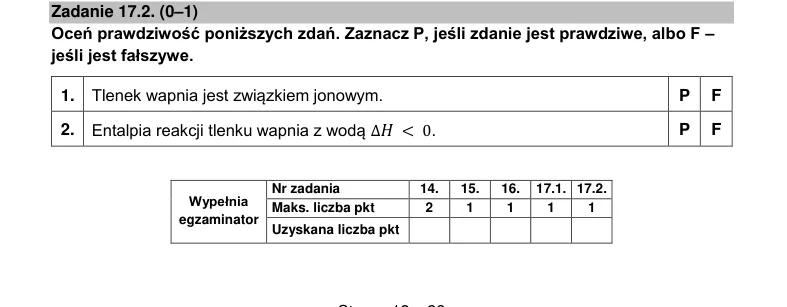 Zadanie 17.2. (0–1)
Oceń prawdziwość poniższych zdań. Zaznacz P, jeśli zdanie jest prawdziwe, albo F –
jeśli jest fałszywe.
1. Tlenek wapnia jest związkiem jonowym. P F
2. Entalpia reakcji tlenku wapnia z wodą ΔH < 0. P F
Wypełnia egzaminator
Nr zadania 14. 15. 16. 17.1. 17.2.
Maks. liczba pkt 2 1 1 1 1
Uzyskana liczba pkt